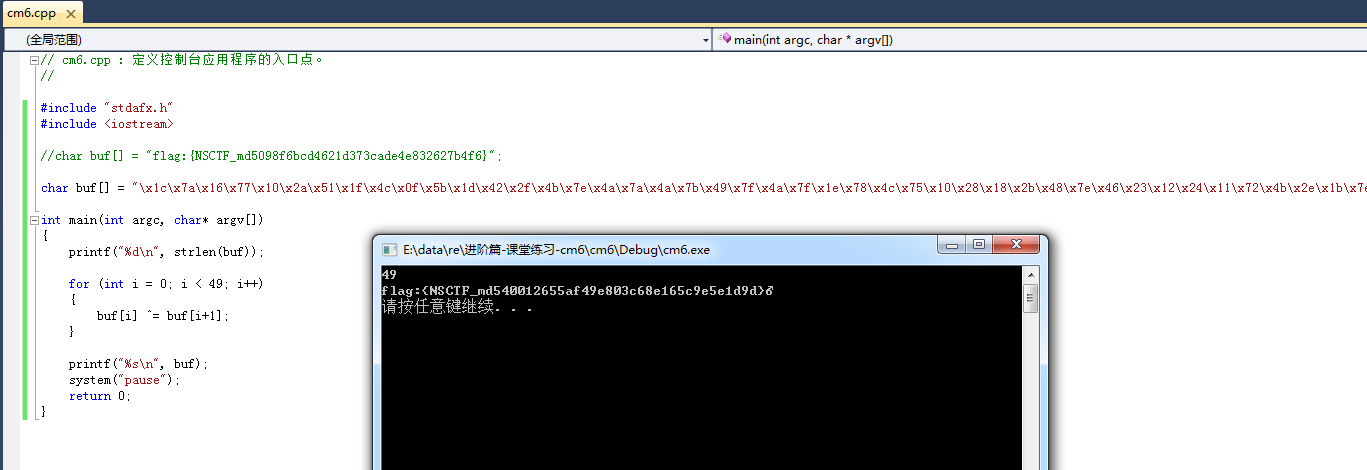 cm6.cpp ×
(全局范围)
main(int argc, char * argv[])
// cm6.cpp : 定义控制台应用程序的入口点。
//
#include "stdafx.h"
#include <iostream>
//char buf[] = "flag:{NSCTF_md5098f6bcd4621d373cade4e832627b4f6}";
char buf[] = "\x1c\x7a\x16\x77\x10\x2a\x51\x1f\x4c\x0f\x5b\x1d\x42\x2f\x4b\x7e\x4a\x7a\x4a\x7b\x49\x7f\x4a\x7f\x1e\x78\x4c\x75\x10\x28\x18\x2b\x48\x7e\x46\x23\x12\x24\x11\x72\x4b\x2e\x1b\x7e
int main(int argc, char* argv[])
{
printf("%d\n", strlen(buf));
for (int i = 0; i < 49; i++)
{
buf[i] ^= buf[i+1];
}
printf("%s\n", buf);
system("pause");
return 0;
}
E:\data\re\进阶篇-课堂练习-cm6\cm6\Debug\cm6.exe
49
flag:{NSCTF_md540012655af49e803c68e165c9e5e1d9d}♂
请按任意键继续. . .